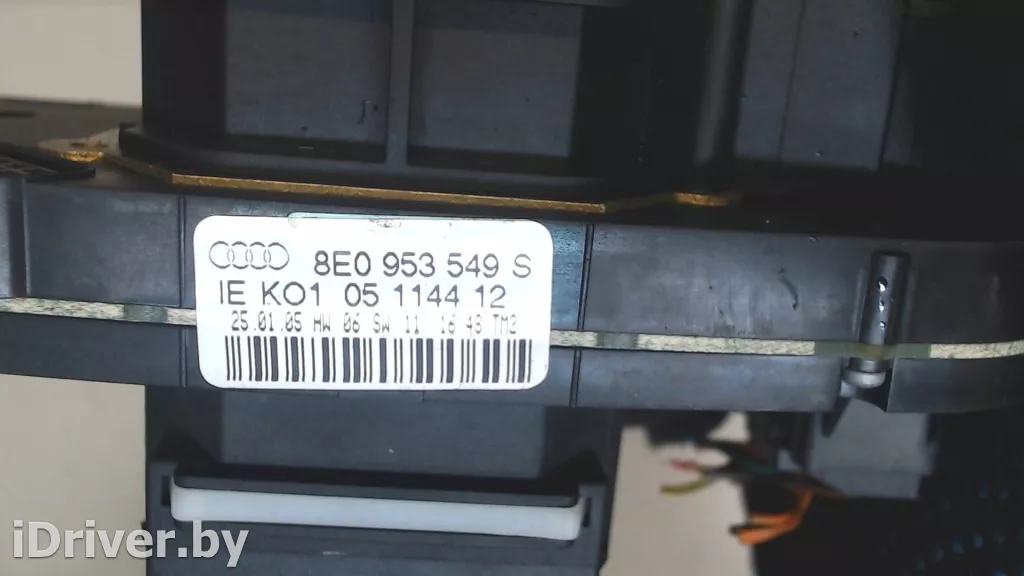 8E0 953 549 S
IE KO1 05 1144 12
25.01.05 HW 06 SW 11 16 43 TM2
iDriver.by